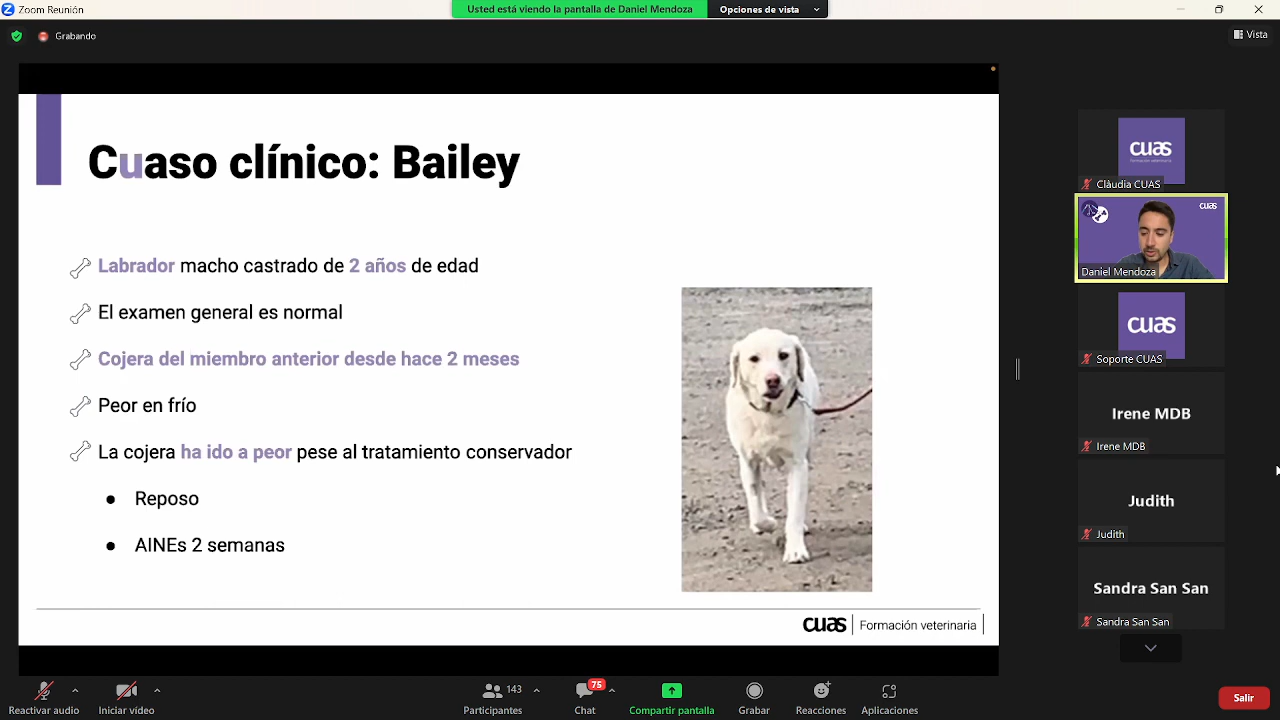 Zoom Reunión
Usted está viendo la pantalla de Daniel Mendoza
Opciones de vista
Grabando
Vista
Cuaso clínico: Bailey
Labrador macho castrado de 2 años de edad
El examen general es normal
Cojera del miembro anterior desde hace 2 meses
Peor en frío
La cojera ha ido a peor pese al tratamiento conservador
Reposo
AINEs 2 semanas
cuas
Formación veterinaria
cuas
Formación veterinaria
Clàudia CUAS
cuas
Daniel Mendoza
cuas
Soporte CUAS
Irene MDB
Irene MDB
Judith
Judith
Sandra San San
Sandra San San
Reactivar audio
Iniciar vídeo
143
Participantes
75
Chat
Compartir pantalla
Grabar
Reacciones
Aplicaciones
Salir